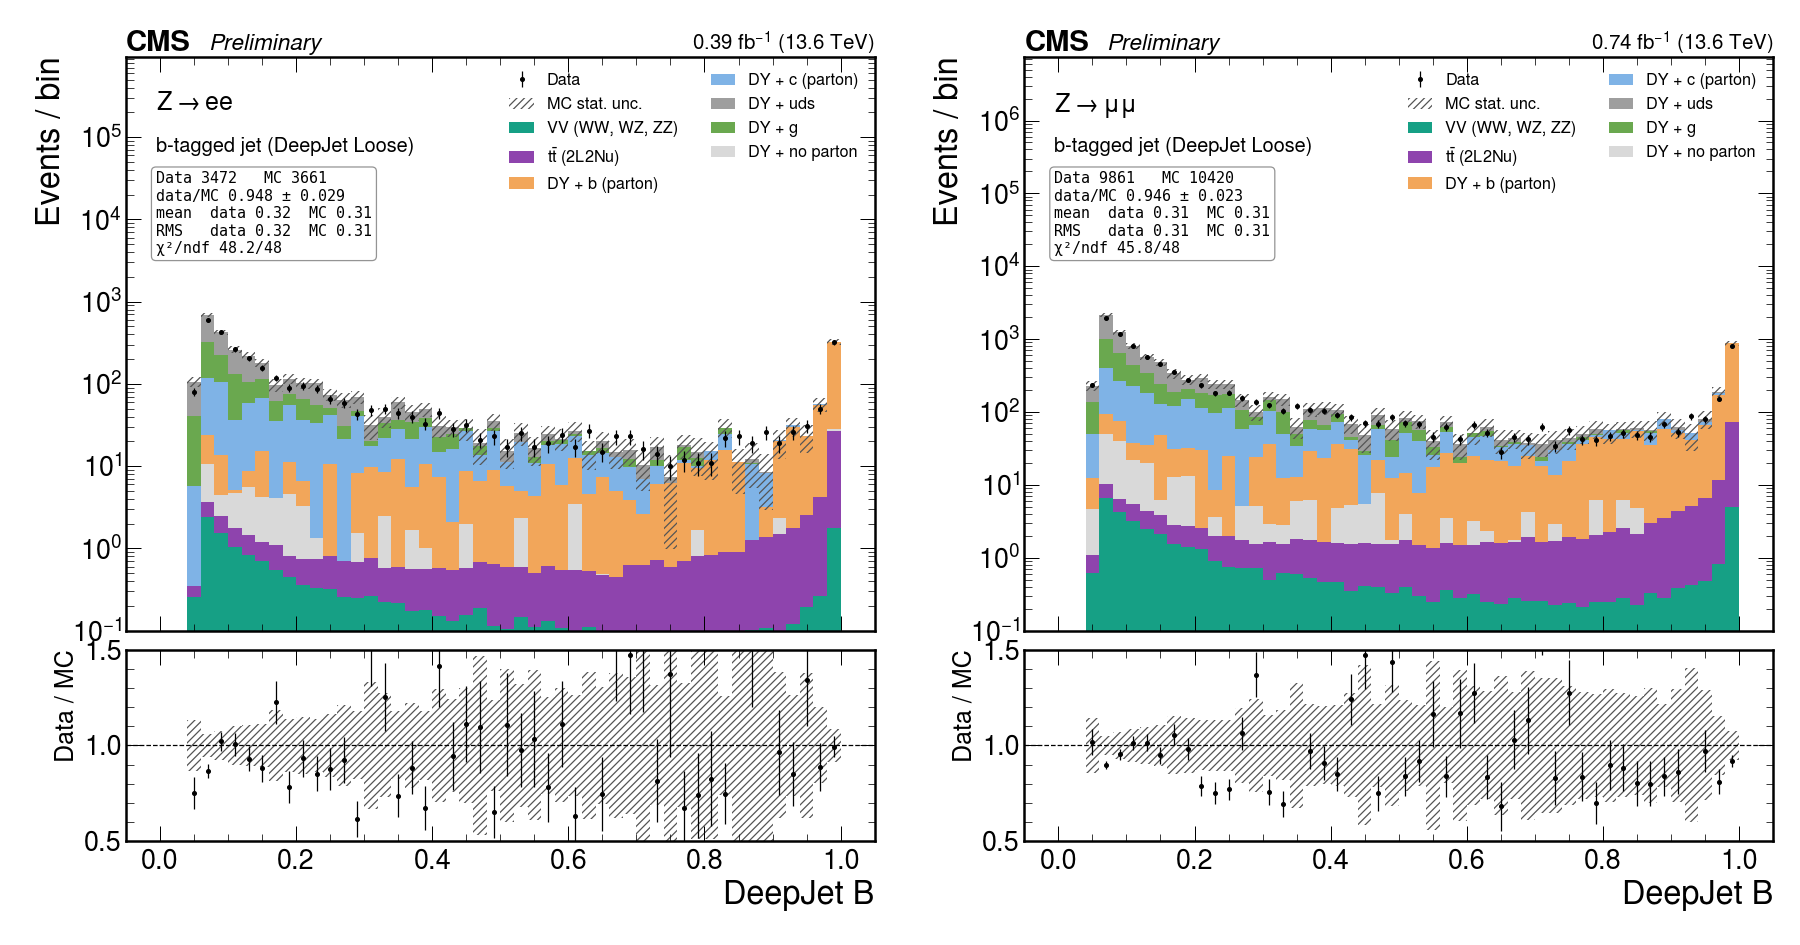 CMS Preliminary 0.39 fb⁻¹ (13.6 TeV)
Events / bin
Z → ee
b-tagged jet (DeepJet Loose)
Data 3472 MC 3661
data/MC 0.948 ± 0.029
mean data 0.32 MC 0.31
RMS data 0.32 MC 0.31
χ²/ndf 48.2/48
Data
MC stat. unc.
VV (WW, WZ, ZZ)
tt̄ (2L2Nu)
DY + b (parton)
DY + c (parton)
DY + uds
DY + g
DY + no parton
10⁵
10⁴
10³
10²
10¹
10⁰
10⁻¹
Data / MC
1.5
1.0
0.5
0.0 0.2 0.4 0.6 0.8 1.0
DeepJet B
CMS Preliminary 0.74 fb⁻¹ (13.6 TeV)
Events / bin
Z → μμ
b-tagged jet (DeepJet Loose)
Data 9861 MC 10420
data/MC 0.946 ± 0.023
mean data 0.31 MC 0.31
RMS data 0.31 MC 0.31
χ²/ndf 45.8/48
Data
MC stat. unc.
VV (WW, WZ, ZZ)
tt̄ (2L2Nu)
DY + b (parton)
DY + c (parton)
DY + uds
DY + g
DY + no parton
10⁶
10⁵
10⁴
10³
10²
10¹
10⁰
10⁻¹
Data / MC
1.5
1.0
0.5
0.0 0.2 0.4 0.6 0.8 1.0
DeepJet B